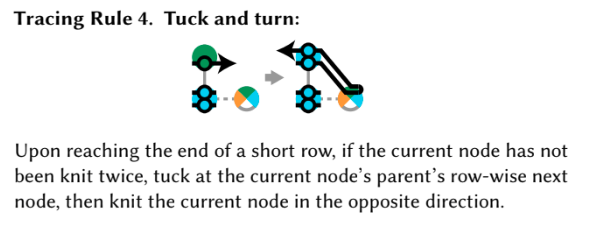 Tracing Rule 4. Tuck and turn:
Upon reaching the end of a short row, if the current node has not
been knit twice, tuck at the current node's parent's row-wise next
node, then knit the current node in the opposite direction.